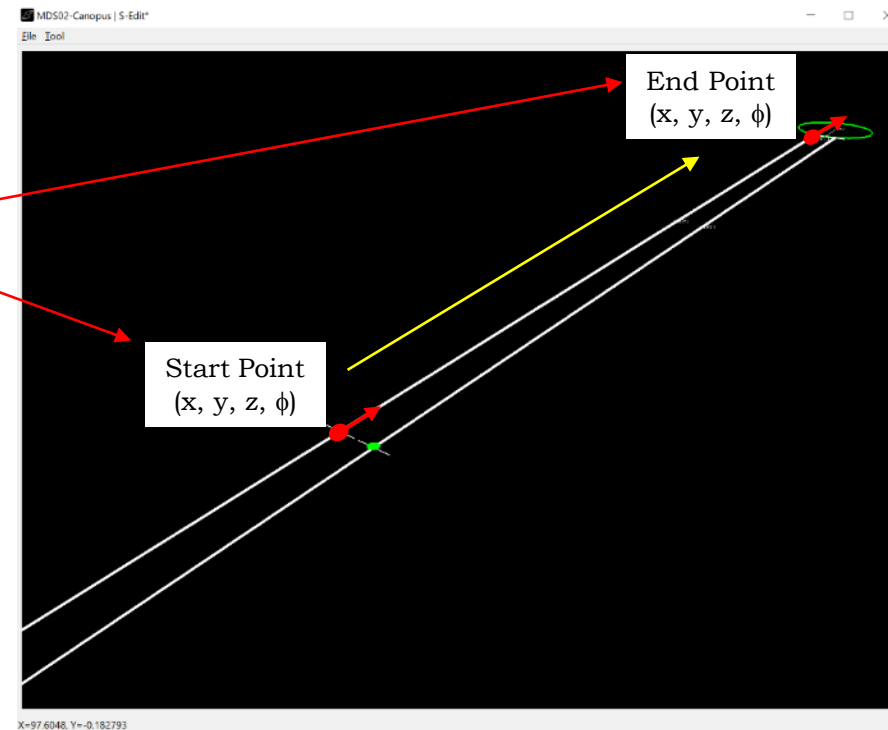 MDS02-Canopus | S-Edit*
File Tool
End Point
(x, y, z, ϕ)
Start Point
(x, y, z, ϕ)
X=97.6048, Y=-0.182793